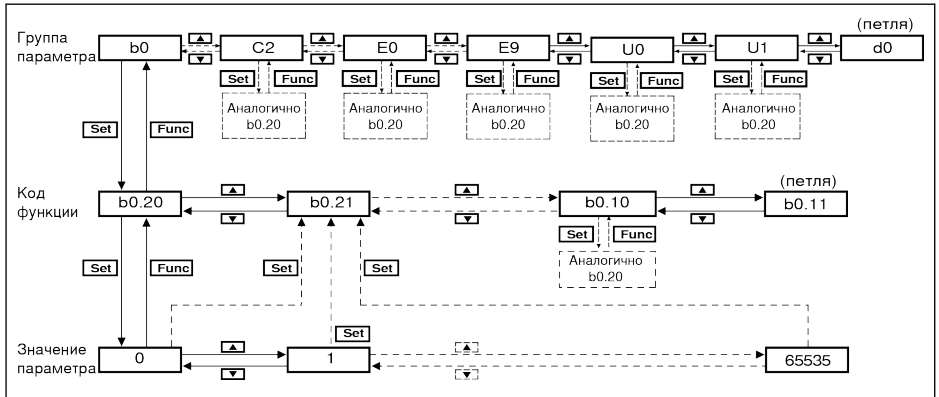 (петля)
Группа
параметра
b0
▲
▼
C2
▲
▼
E0
▲
▼
E9
▲
▼
U0
▲
▼
U1
▲
▼
d0
Set
Func
Set
Func
Set
Func
Set
Func
Set
Func
Аналогично
b0.20
Аналогично
b0.20
Аналогично
b0.20
Аналогично
b0.20
Аналогично
b0.20
Set
Func
Код
функции
(петля)
b0.20
▲
▼
b0.21
▲
▼
b0.10
▲
▼
b0.11
Set
Func
Аналогично
b0.20
Set
Func
Set
Set
Set
Значение
параметра
0
▲
▼
1
▲
▼
65535